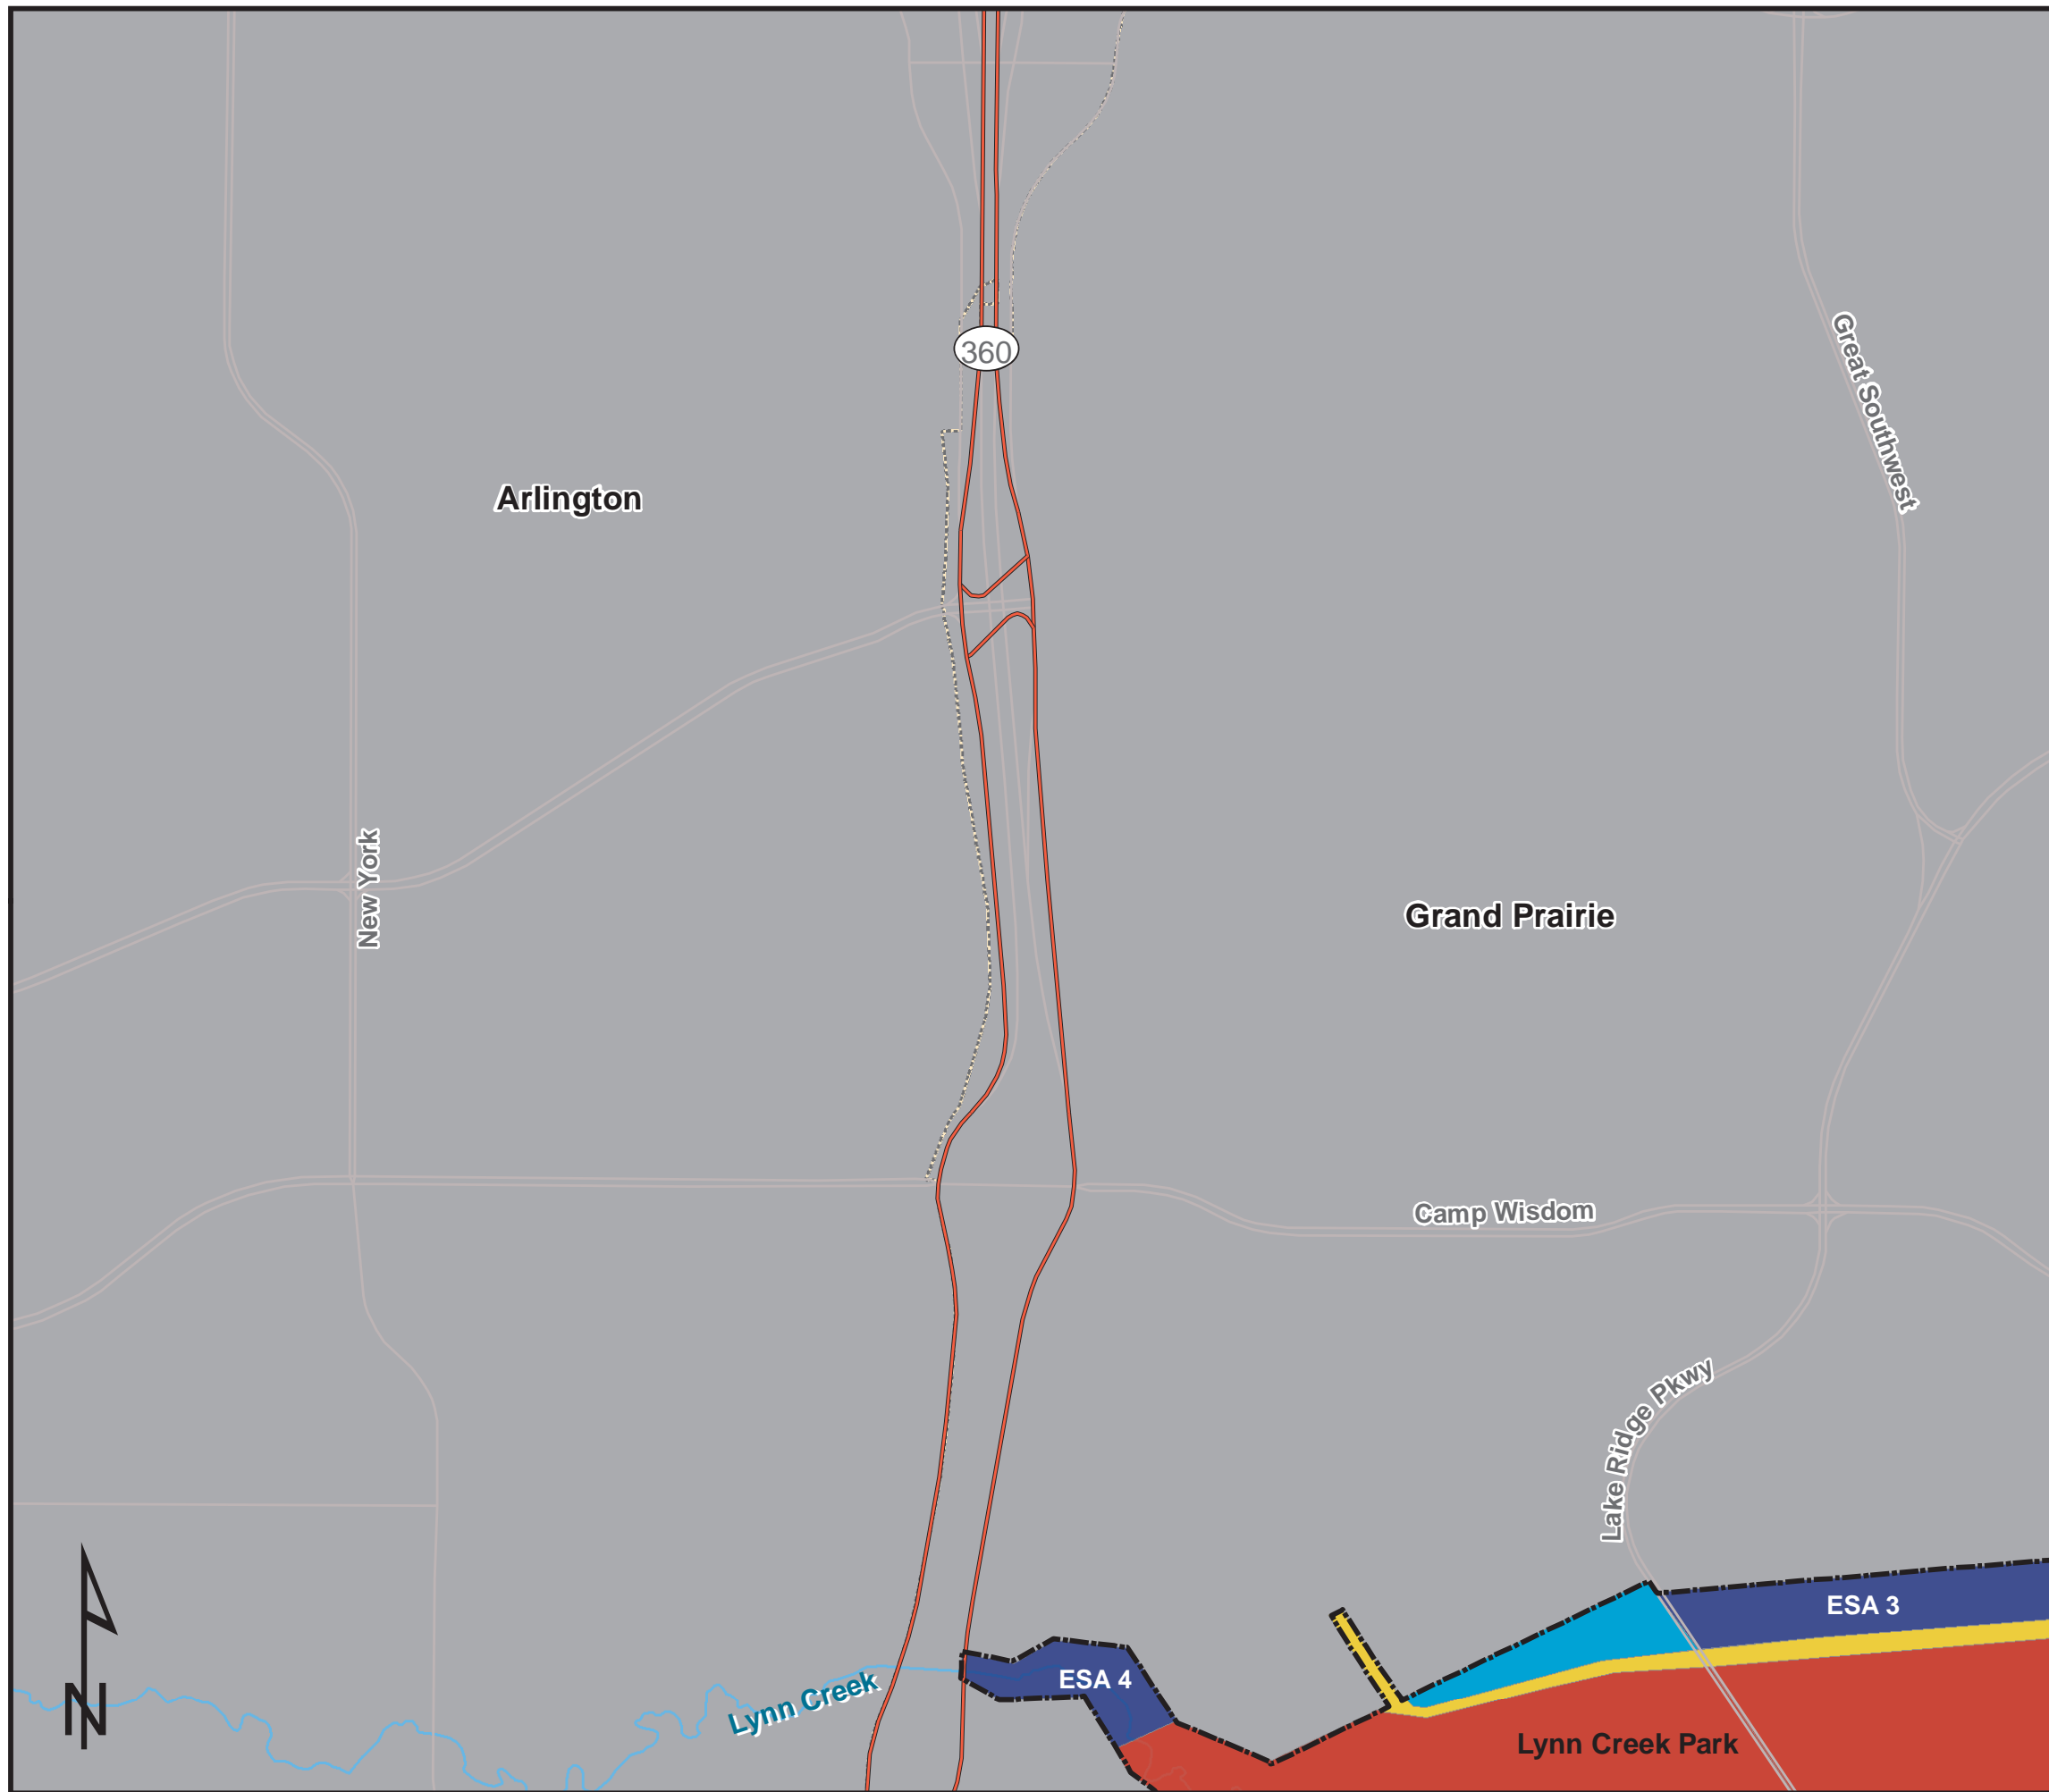 360
Great Southwest
Arlington
New York
Grand Prairie
Camp Wisdom
Lake Ridge Pkwy
ESA 3
ESA 4
Lynn Creek
N
Lynn Creek Park